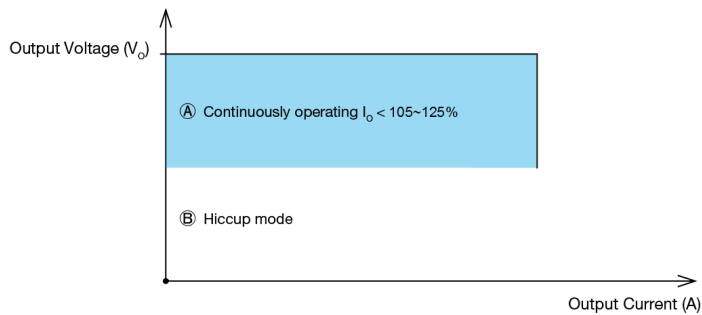 Output Voltage (Vo)
Ⓐ Continuously operating Io < 105~125%
Ⓑ Hiccup mode
Output Current (A)